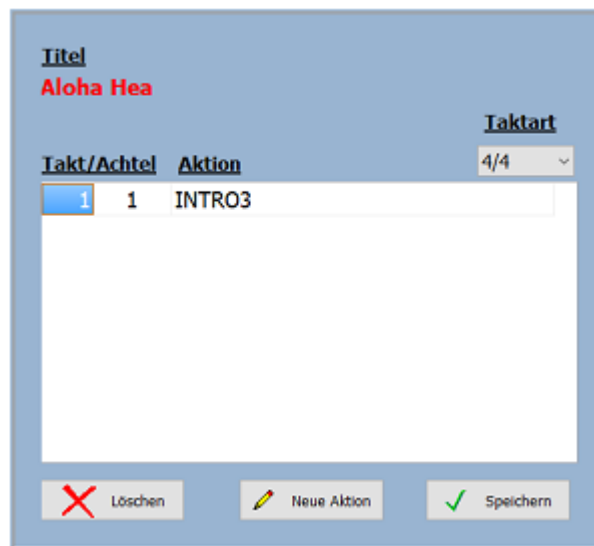 Titel
Aloha Hea
Taktart
Takt/Achtel Aktion 4/4
1 1 INTRO3
Löschen Neue Aktion Speichern